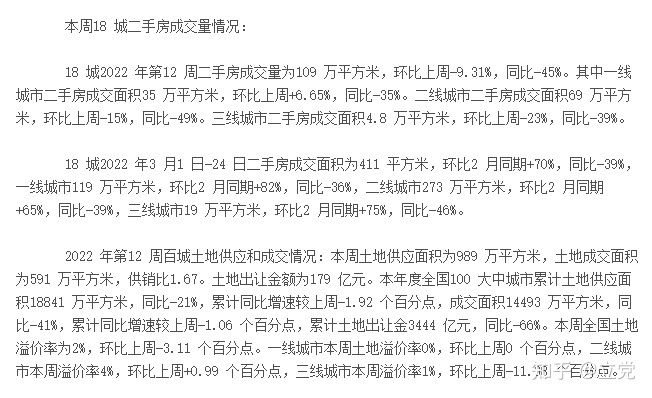 本周18 城二手房成交量情况：
18 城2022 年第12 周二手房成交量为109 万平方米，环比上周-9.31%，同比-45%。其中一线
城市二手房成交面积35 万平方米，环比上周+6.65%，同比-35%。二线城市二手房成交面积69 万平方
米，环比上周-15%，同比-49%。三线城市二手房成交面积4.8 万平方米，环比上周-23%，同比-39%。
18 城2022 年3 月1 日-24 日二手房成交面积为411 平方米，环比2 月同期+70%，同比-39%，
一线城市119 万平方米，环比2 月同期+82%，同比-36%，二线城市273 万平方米，环比2 月同期
+65%，同比-39%，三线城市19 万平方米，环比2 月同期+75%，同比-46%。
2022 年第12 周百城土地供应和成交情况：本周土地供应面积为989 万平方米，土地成交面积
为591 万平方米，供销比1.67。土地出让金额为179 亿元。本年度全国100 大中城市累计土地供应面
积18841 万平方米，同比-21%，累计同比增速较上周-1.92 个百分点，成交面积14493 万平方米，同
比-41%，累计同比增速较上周-1.06 个百分点，累计土地出让金3444 亿元，同比-66%。本周全国土地
溢价率为2%，环比上周-3.11 个百分点。一线城市本周土地溢价率0%，环比上周0 个百分点，二线城
市本周溢价率4%，环比上周+0.99 个百分点，三线城市本周溢价率1%，环比上周-11.38 个百分点。
知乎 @立党